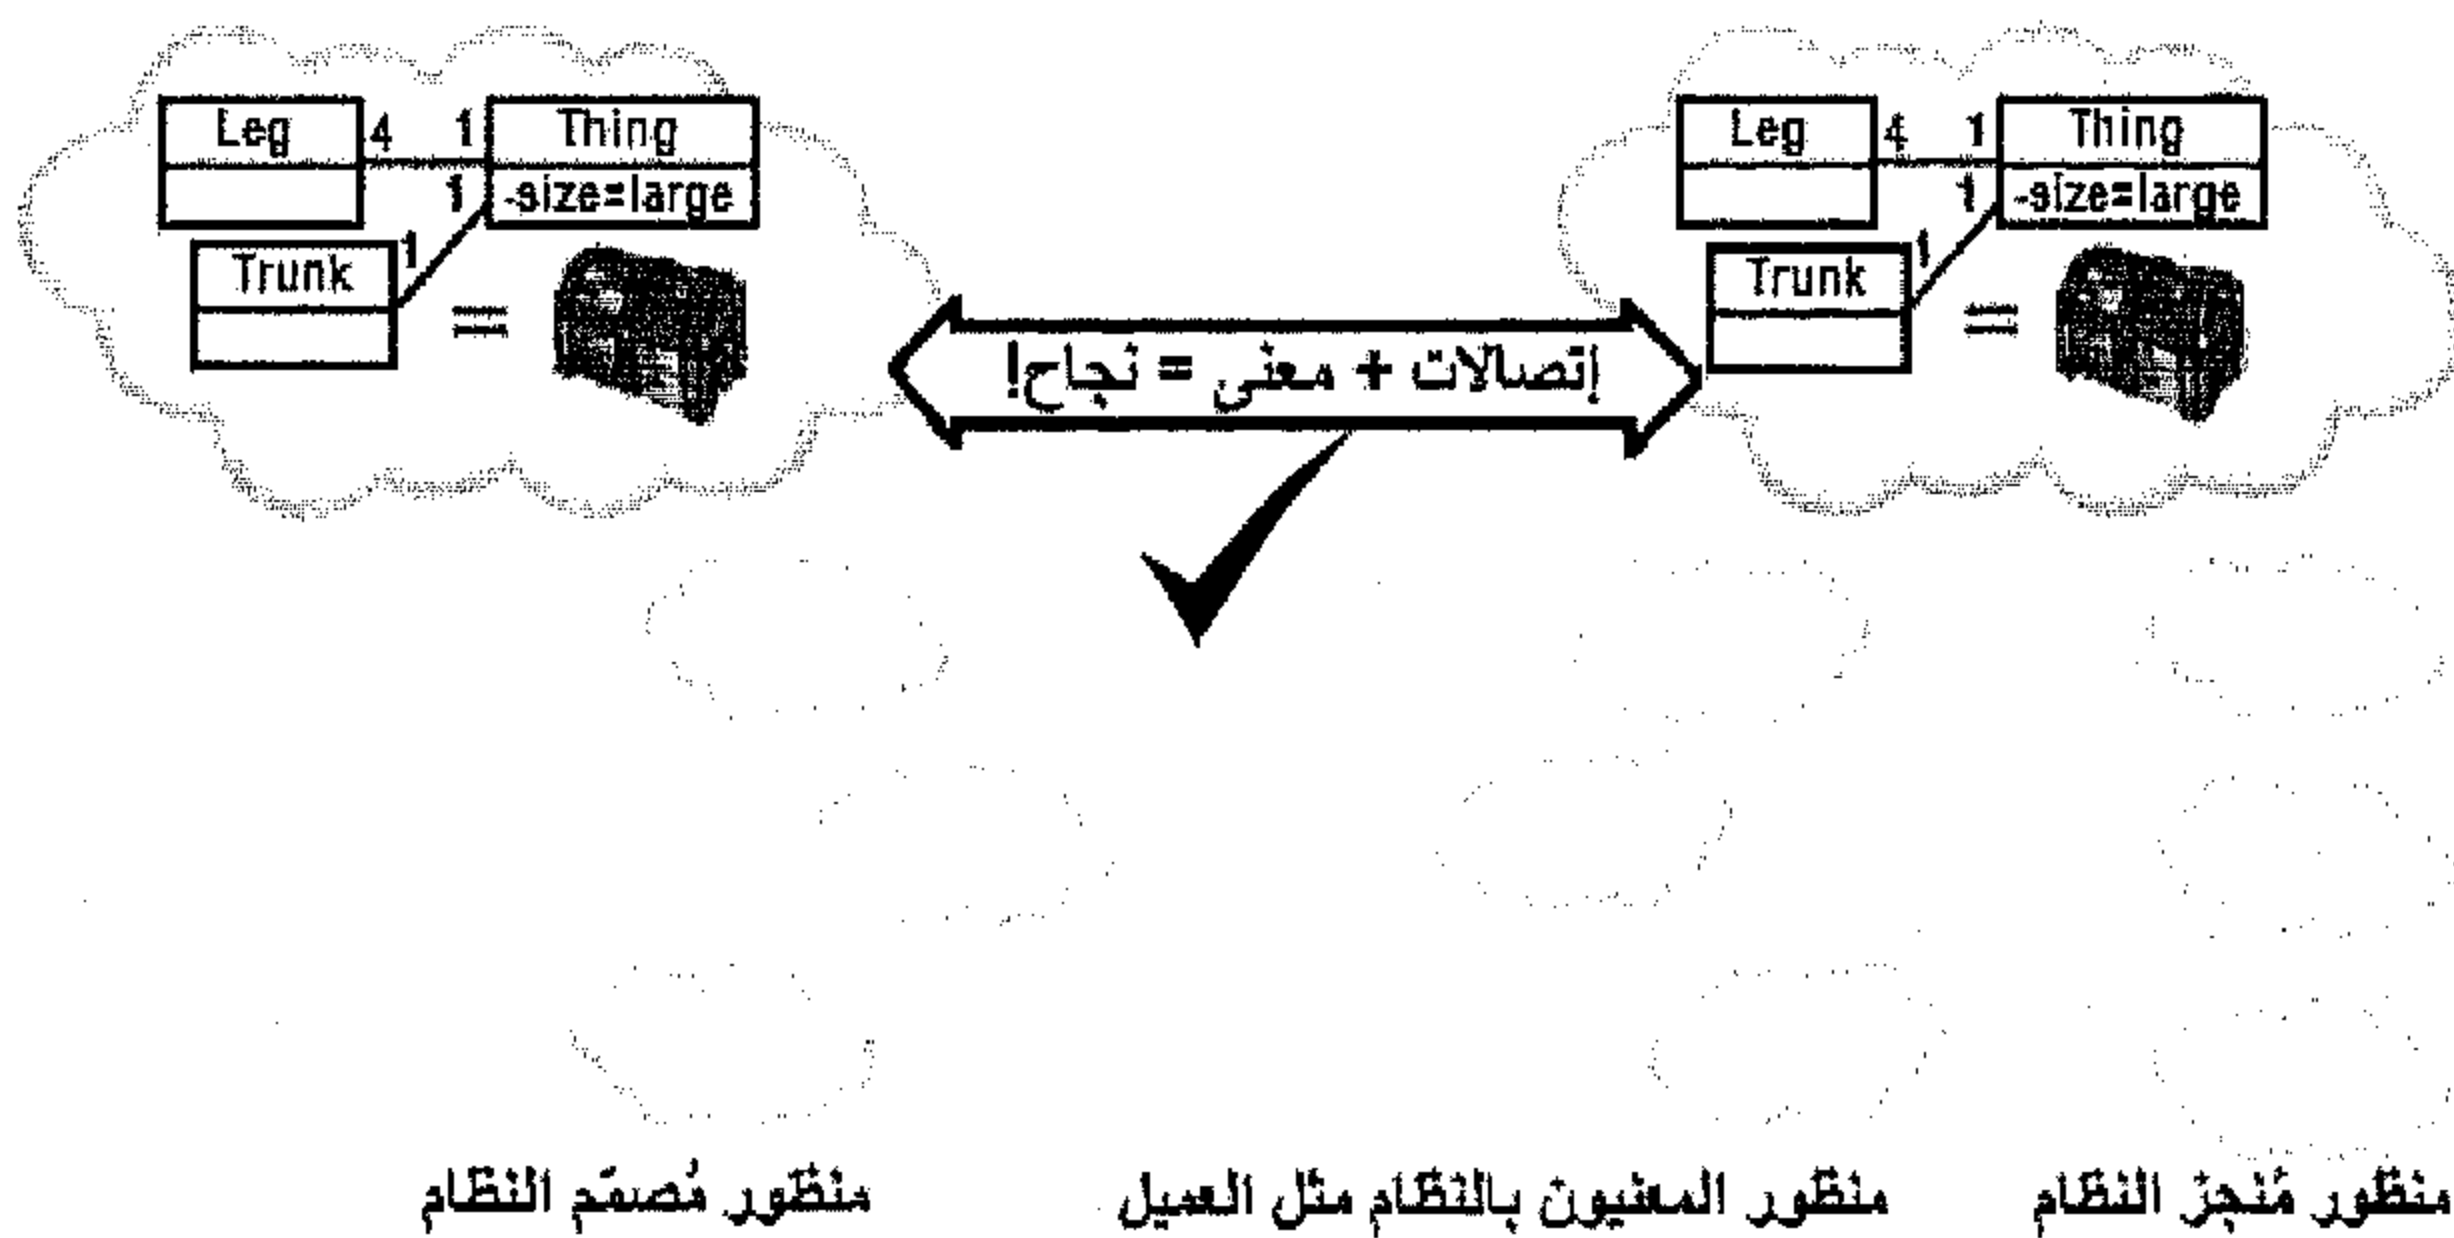 Leg 4 1 Thing
1 -size=large
Trunk 1
=
Leg 4 1 Thing
1 -size=large
Trunk 1
=
إتصالات + معنى = نجاح!
منظور مُنجز النظام
منظور المعنيون بالنظام مثل العميل
منظور مُصمّم النظام